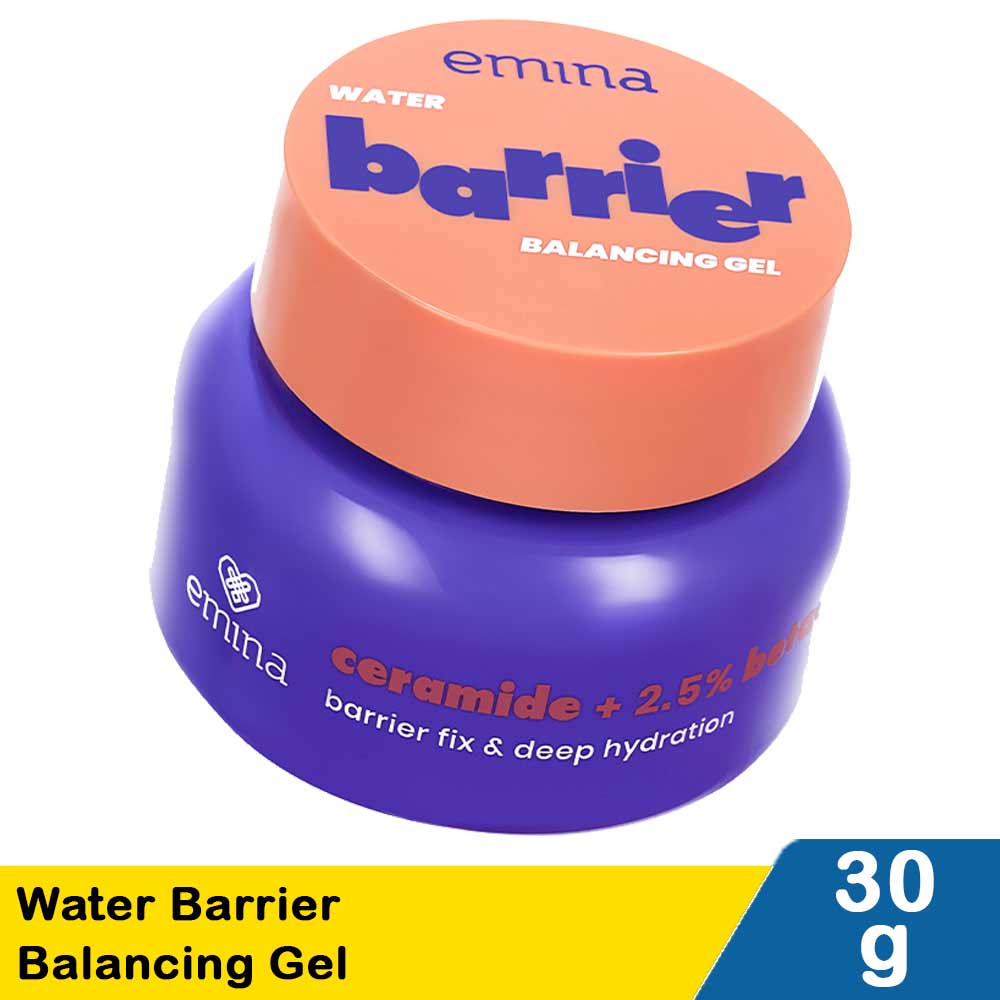 emina
WATER
barrier
BALANCING GEL
emina
ceramide + 2.5%
barrier fix & deep hydration
Water Barrier
Balancing Gel
30
g